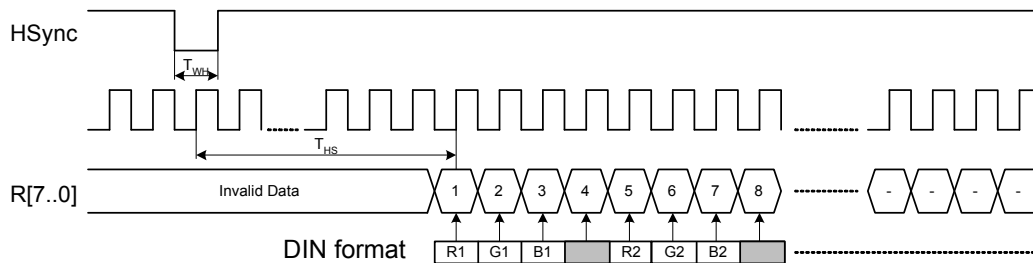 HSync
TWH
THS
R[7..0]
Invalid Data
1 2 3 4 5 6 7 8 - - - -
DIN format
R1 G1 B1 R2 G2 B2